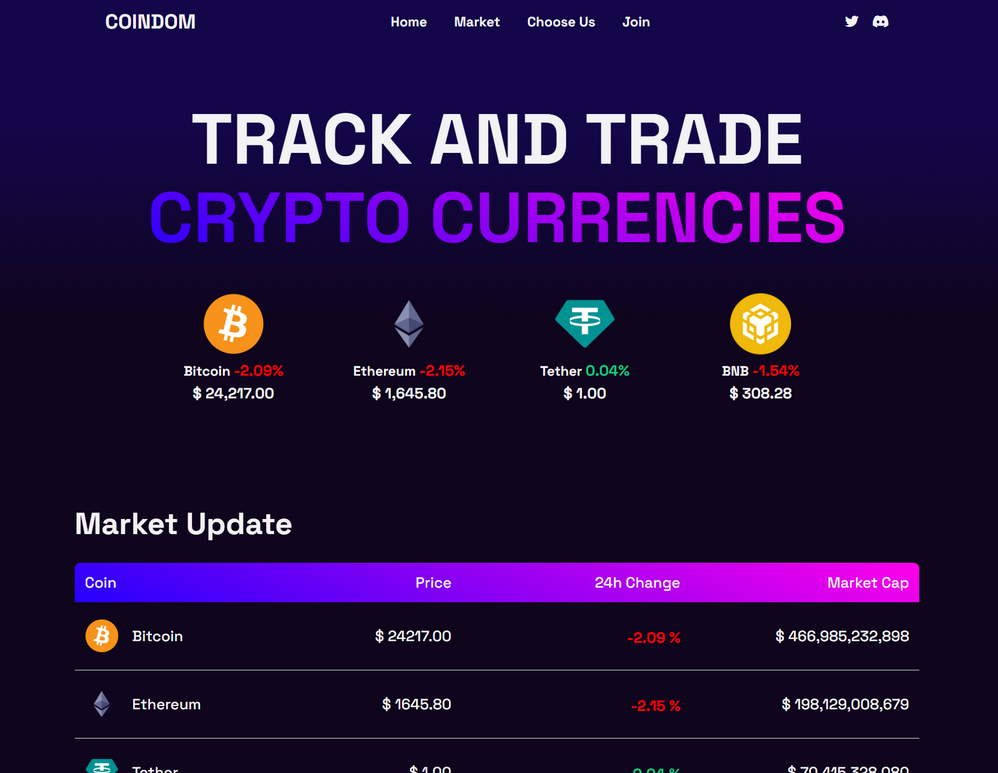 COINDOM Home Market Choose Us Join
TRACK AND TRADE
CRYPTO CURRENCIES
Bitcoin -2.09% Ethereum -2.15% Tether 0.04% BNB -1.54%
$ 24,217.00 $ 1,645.80 $ 1.00 $ 308.28
Market Update
Coin Price 24h Change Market Cap
Bitcoin $ 24217.00 -2.09 % $ 466,985,232,898
Ethereum $ 1645.80 -2.15 % $ 198,129,008,679
Tether $ 1.00 0.04 % $ 70,415,328,080